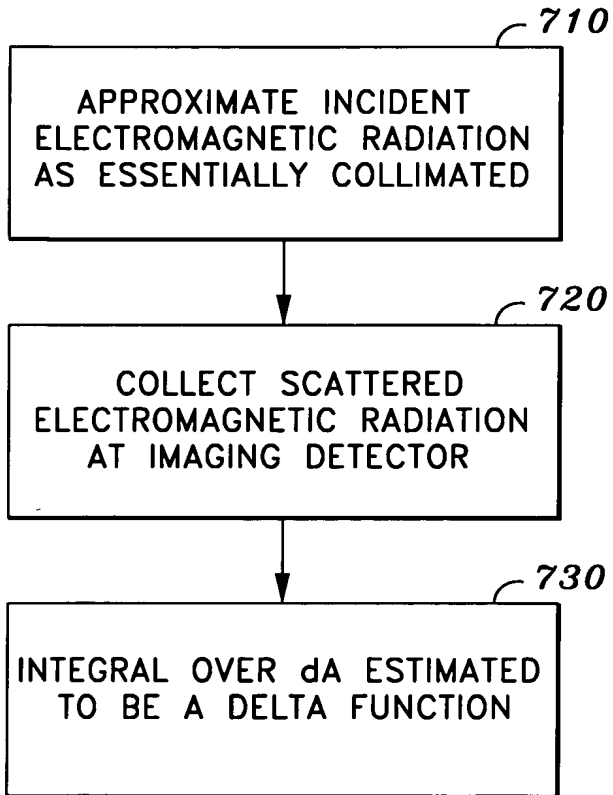 710
APPROXIMATE INCIDENT
ELECTROMAGNETIC RADIATION
AS ESSENTIALLY COLLIMATED
720
COLLECT SCATTERED
ELECTROMAGNETIC RADIATION
AT IMAGING DETECTOR
730
INTEGRAL OVER dA ESTIMATED
TO BE A DELTA FUNCTION